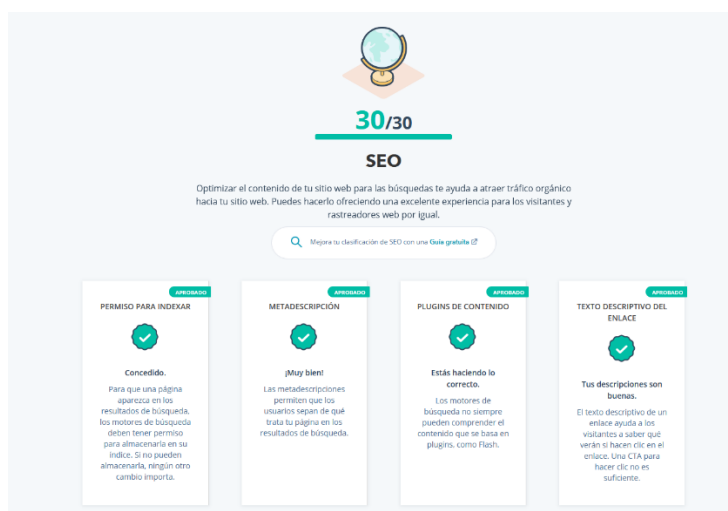 30/30
SEO
Optimizar el contenido de tu sitio web para las búsquedas te ayuda a atraer tráfico orgánico
hacia tu sitio web. Puedes hacerlo ofreciendo una excelente experiencia para los visitantes y
rastreadores web por igual.
Mejora tu clasificación de SEO con una Guía gratuita
APROBADO
PERMISO PARA INDEXAR
Concedido.
Para que una página
aparezca en los
resultados de búsqueda,
los motores de búsqueda
deben tener permiso
para almacenarla en su
índice. Si no pueden
almacenarla, ningún otro
cambio importa.
APROBADO
METADESCRIPCIÓN
¡Muy bien!
Las metadescripciones
permiten que los
usuarios sepan de qué
trata tu página en los
resultados de búsqueda.
APROBADO
PLUGINS DE CONTENIDO
Estás haciendo lo
correcto.
Los motores de
búsqueda no siempre
pueden comprender el
contenido que se basa en
plugins, como Flash.
APROBADO
TEXTO DESCRIPTIVO DEL
ENLACE
Tus descripciones son
buenas.
El texto descriptivo de un
enlace ayuda a los
visitantes a saber qué
verán si hacen clic en el
enlace. Una CTA para
hacer clic no es
suficiente.